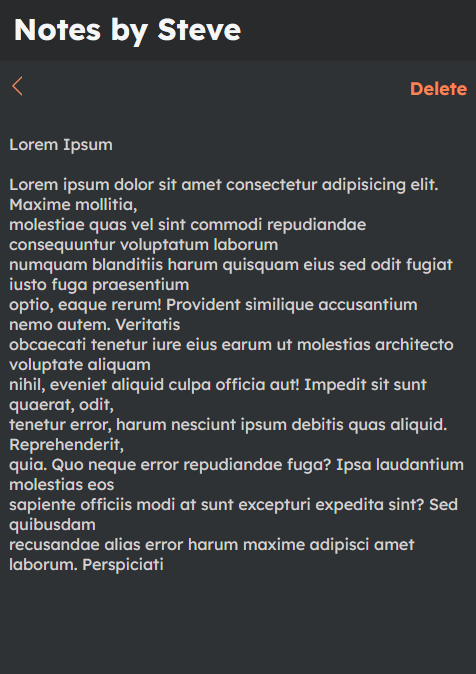 Notes by Steve
Delete
Lorem Ipsum
Lorem ipsum dolor sit amet consectetur adipisicing elit.
Maxime mollitia,
molestiae quas vel sint commodi repudiandae
consequuntur voluptatum laborum
numquam blanditiis harum quisquam eius sed odit fugiat
iusto fuga praesentium
optio, eaque rerum! Provident similique accusantium
nemo autem. Veritatis
obcaecati tenetur iure eius earum ut molestias architecto
voluptate aliquam
nihil, eveniet aliquid culpa officia aut! Impedit sit sunt
quaerat, odit,
tenetur error, harum nesciunt ipsum debitis quas aliquid.
Reprehenderit,
quia. Quo neque error repudiandae fuga? Ipsa laudantium
molestias eos
sapiente officiis modi at sunt excepturi expedita sint? Sed
quibusdam
recusandae alias error harum maxime adipisci amet
laborum. Perspiciati